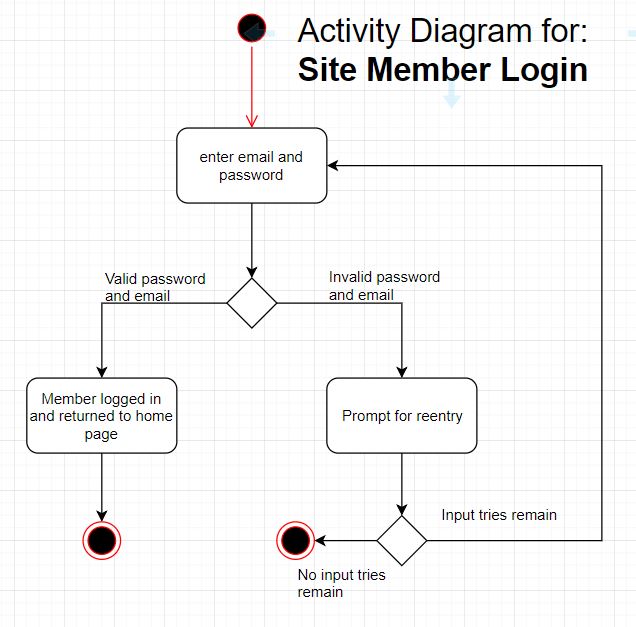 Activity Diagram for:
Site Member Login
enter email and
password
Valid password
and email
Invalid password
and email
Member logged in
and returned to home
page
Prompt for reentry
Input tries remain
No input tries
remain